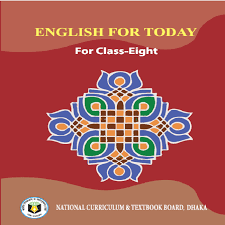 ENGLISH FOR TODAY
For Class-Eight
NATIONAL CURRICULUM & TEXTBOOK BOARD, DHAKA